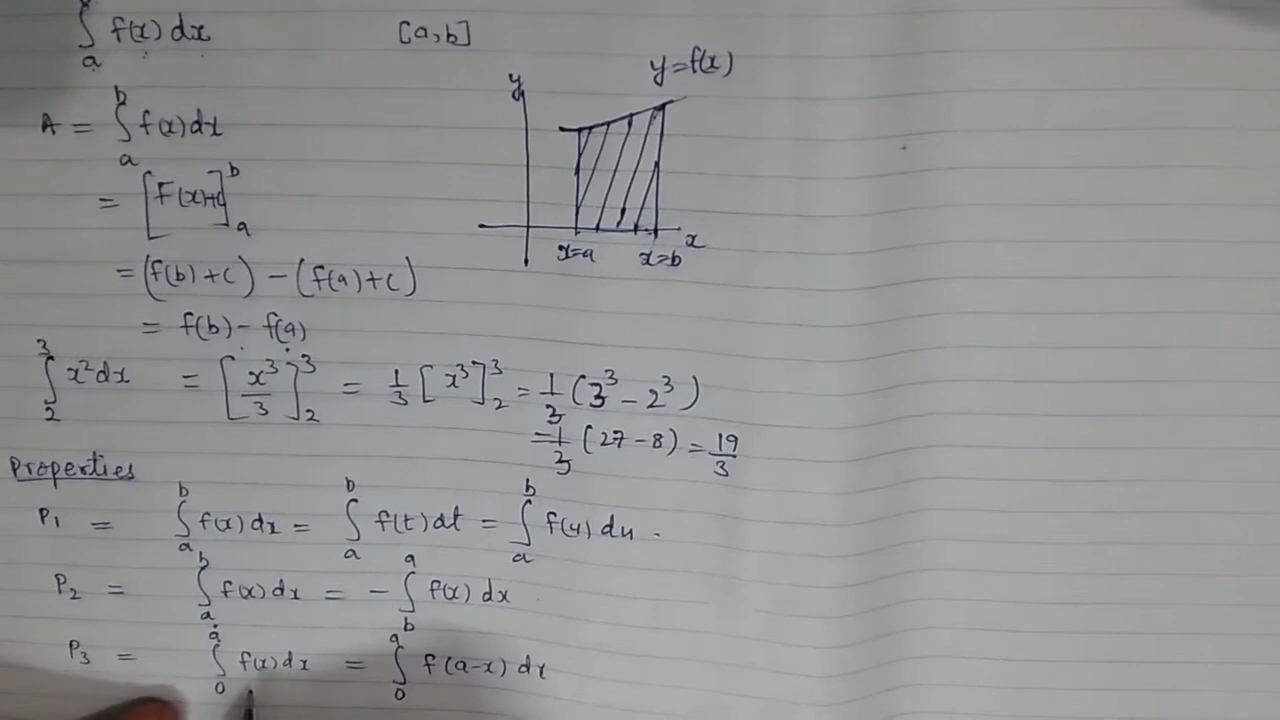 ∫ₐ f(x) dx [a,b]
y=f(x)
y
A = ∫ₐᵇ f(x) dx
= [F(x)+c]ₐᵇ
x
x=a x=b
= (f(b)+c) - (f(a)+c)
= f(b) - f(a)
∫₂³ x² dx = [x³/3]₂³ = 1/3 [x³]₂³ = 1/3 (3³ - 2³)
= 1/3 (27 - 8) = 19/3
Properties
P₁ = ∫ₐᵇ f(x) dx = ∫ₐᵇ f(t) dt = ∫ₐᵇ f(u) du .
P₂ = ∫ₐᵇ f(x) dx = - ∫_b^a f(x) dx
P₃ = ∫₀ᵃ f(x) dx = ∫₀ᵃ f(a-x) dx